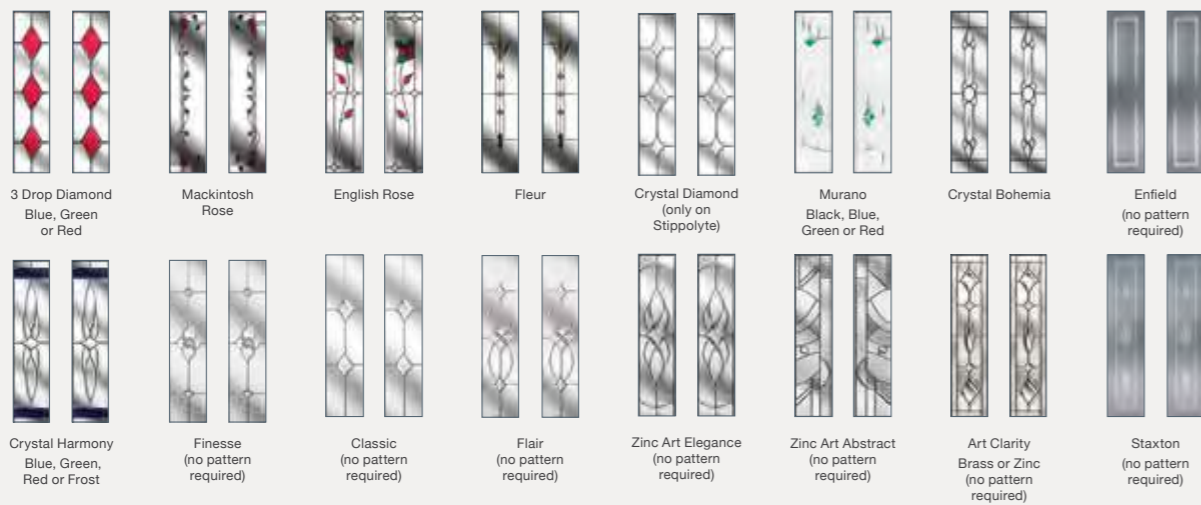 3 Drop Diamond
Blue, Green
or Red
Mackintosh
Rose
English Rose
Fleur
Crystal Diamond
(only on
Stippolyte)
Murano
Black, Blue,
Green or Red
Crystal Bohemia
Enfield
(no pattern
required)
Crystal Harmony
Blue, Green,
Red or Frost
Finesse
(no pattern
required)
Classic
(no pattern
required)
Flair
(no pattern
required)
Zinc Art Elegance
(no pattern
required)
Zinc Art Abstract
(no pattern
required)
Art Clarity
Brass or Zinc
(no pattern
required)
Staxton
(no pattern
required)